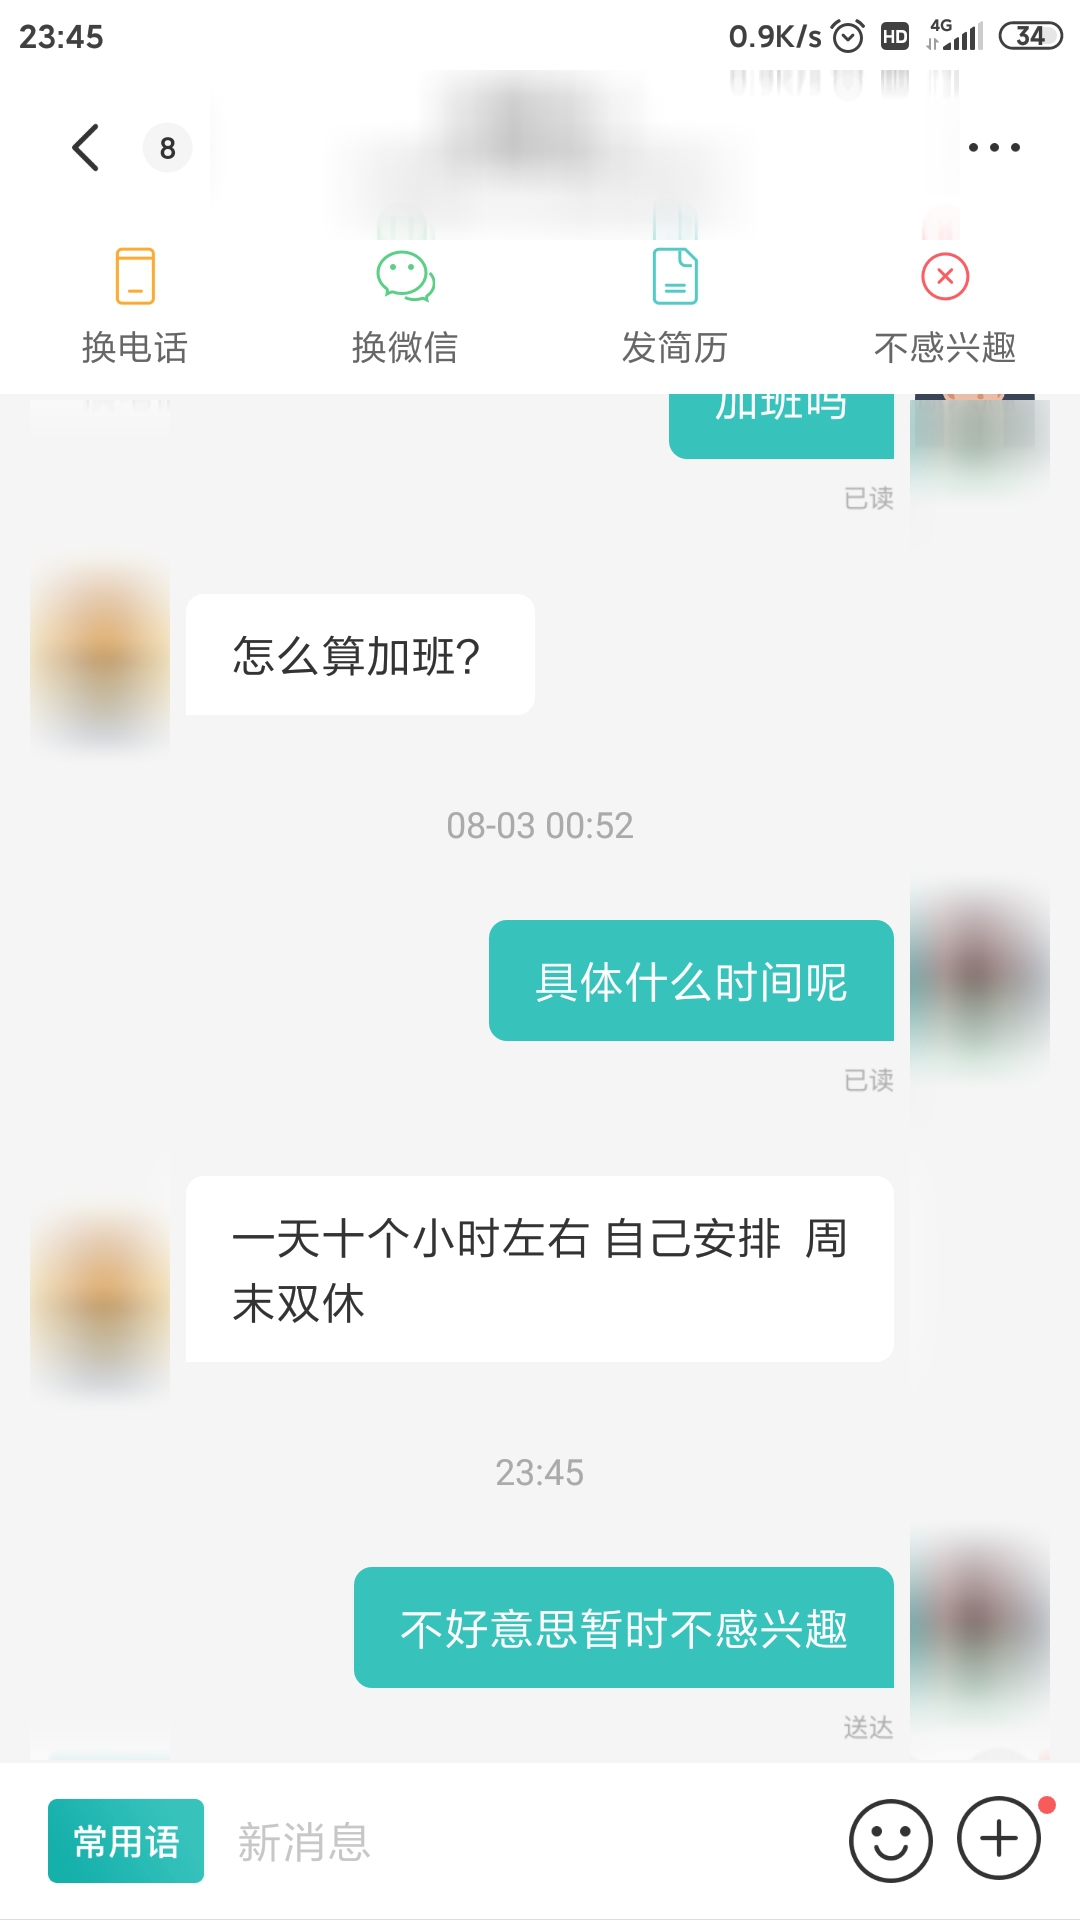 23:45
0.9K/s HD 4G 34
8
换电话 换微信 发简历 不感兴趣
加班吗
已读
怎么算加班?
08-03 00:52
具体什么时间呢
已读
一天十个小时左右 自己安排 周
末双休
23:45
不好意思暂时不感兴趣
送达
常用语 新消息